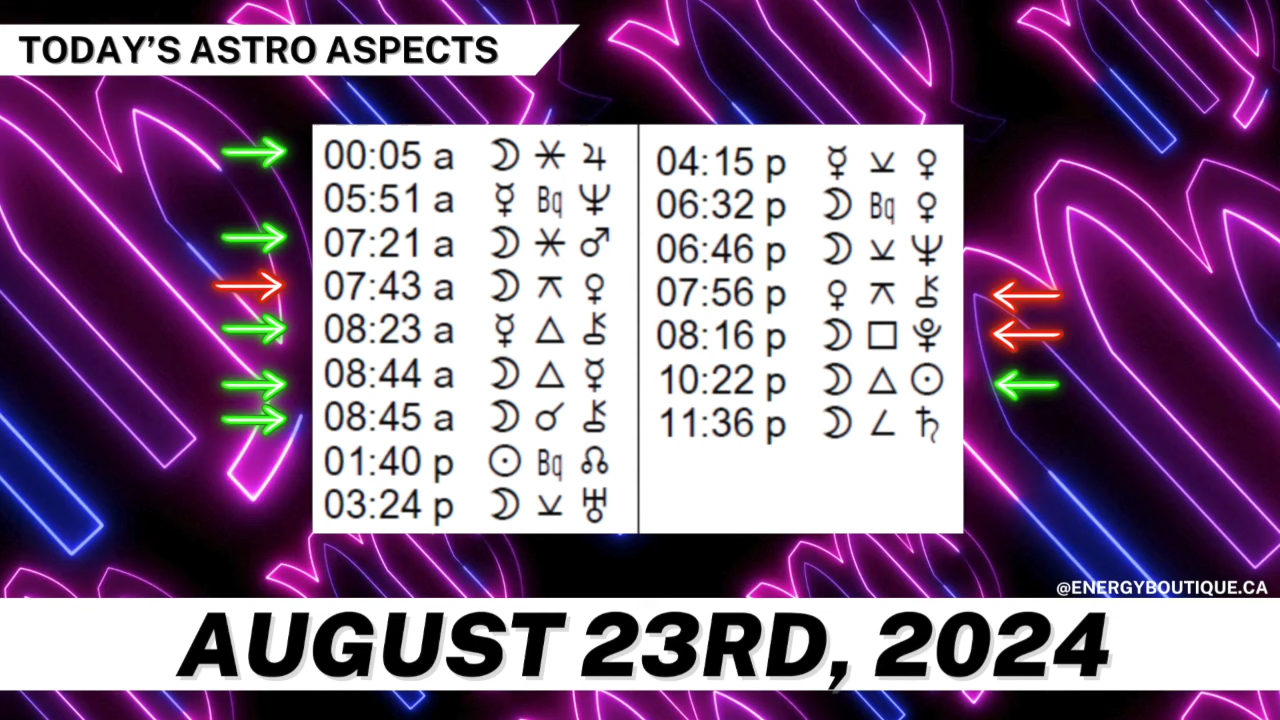 TODAY'S ASTRO ASPECTS
00:05 a ☽ ⚹ ♃
05:51 a ☿ Bq ♆
07:21 a ☽ ⚹ ♂
07:43 a ☽ ⚻ ♀
08:23 a ☿ △ ⚷
08:44 a ☽ △ ☿
08:45 a ☽ ☌ ⚷
01:40 p ☉ Bq ☊
03:24 p ☽ ⚺ ♅
04:15 p ☿ ⚺ ♀
06:32 p ☽ Bq ♀
06:46 p ☽ ⚺ ♆
07:56 p ♀ ⚻ ⚷
08:16 p ☽ □ ♇
10:22 p ☽ △ ☉
11:36 p ☽ ∠ ♄
@ENERGYBOUTIQUE.CA
AUGUST 23RD, 2024